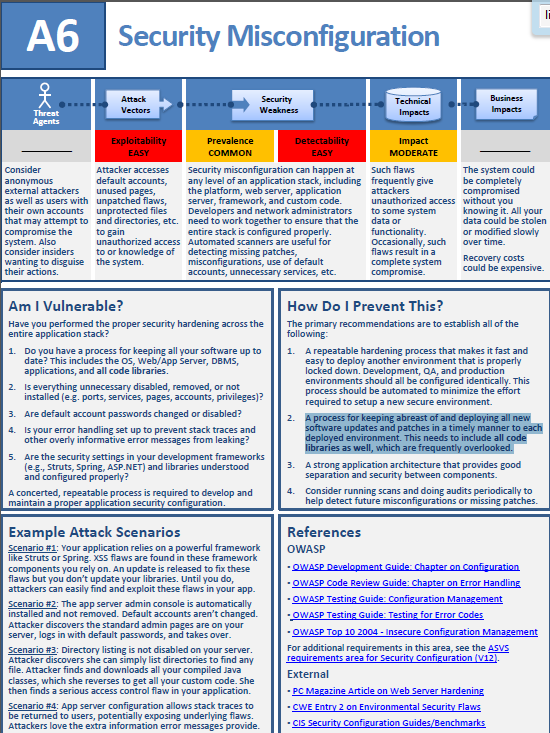 li
A6
Security Misconfiguration
Threat
Agents
Attack
Vectors
Security
Weakness
Technical
Impacts
Business
Impacts
Exploitability
EASY
Prevalence
COMMON
Detectability
EASY
Impact
MODERATE
Consider
anonymous
external attackers
as well as users with
their own accounts
that may attempt to
compromise the
system. Also
consider insiders
wanting to disguise
their actions.
Attacker accesses
default accounts,
unused pages,
unpatched flaws,
unprotected files
and directories, etc.
to gain
unauthorized access
to or knowledge of
the system.
Security misconfiguration can happen at
any level of an application stack, including
the platform, web server, application
server, framework, and custom code.
Developers and network administrators
need to work together to ensure that the
entire stack is configured properly.
Automated scanners are useful for
detecting missing patches,
misconfigurations, use of default
accounts, unnecessary services, etc.
Such flaws
frequently give
attackers
unauthorized access
to some system
data or
functionality.
Occasionally, such
flaws result in a
complete system
compromise.
The system could
be completely
compromised
without you
knowing it. All your
data could be stolen
or modified slowly
over time.
Recovery costs
could be expensive.
Am I Vulnerable?
Have you performed the proper security hardening across the
entire application stack?
1. Do you have a process for keeping all your software up to
date? This includes the OS, Web/App Server, DBMS,
applications, and all code libraries.
2. Is everything unnecessary disabled, removed, or not
installed (e.g. ports, services, pages, accounts, privileges)?
3. Are default account passwords changed or disabled?
4. Is your error handling set up to prevent stack traces and
other overly informative error messages from leaking?
5. Are the security settings in your development frameworks
(e.g., Struts, Spring, ASP.NET) and libraries understood
and configured properly?
A concerted, repeatable process is required to develop and
maintain a proper application security configuration.
How Do I Prevent This?
The primary recommendations are to establish all of the
following:
1. A repeatable hardening process that makes it fast and
easy to deploy another environment that is properly
locked down. Development, QA, and production
environments should all be configured identically. This
process should be automated to minimize the effort
required to setup a new secure environment.
2. A process for keeping abreast of and deploying all new
software updates and patches in a timely manner to each
deployed environment. This needs to include all code
libraries as well, which are frequently overlooked.
3. A strong application architecture that provides good
separation and security between components.
4. Consider running scans and doing audits periodically to
help detect future misconfigurations or missing patches.
Example Attack Scenarios
Scenario #1: Your application relies on a powerful framework
like Struts or Spring. XSS flaws are found in these framework
components you rely on. An update is released to fix these
flaws but you don't update your libraries. Until you do,
attackers can easily find and exploit these flaws in your app.
Scenario #2: The app server admin console is automatically
installed and not removed. Default accounts aren't changed.
Attacker discovers the standard admin pages are on your
server, logs in with default passwords, and takes over.
Scenario #3: Directory listing is not disabled on your server.
Attacker discovers she can simply list directories to find any
file. Attacker finds and downloads all your compiled Java
classes, which she reverses to get all your custom code. She
then finds a serious access control flaw in your application.
Scenario #4: App server configuration allows stack traces to
be returned to users, potentially exposing underlying flaws.
Attackers love the extra information error messages provide.
References
OWASP
• OWASP Development Guide: Chapter on Configuration
• OWASP Code Review Guide: Chapter on Error Handling
• OWASP Testing Guide: Configuration Management
• OWASP Testing Guide: Testing for Error Codes
• OWASP Top 10 2004 - Insecure Configuration Management
For additional requirements in this area, see the ASVS
requirements area for Security Configuration (V12).
External
• PC Magazine Article on Web Server Hardening
• CWE Entry 2 on Environmental Security Flaws
• CIS Security Configuration Guides/Benchmarks